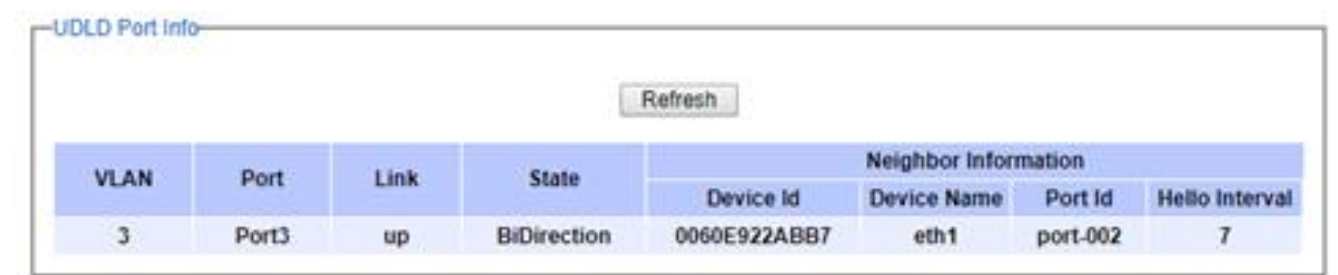 UDLD Port Info
Refresh
VLAN Port Link State Neighbor Information
Device Id Device Name Port Id Hello Interval
3 Port3 up BiDirection 0060E922ABB7 eth1 port-002 7